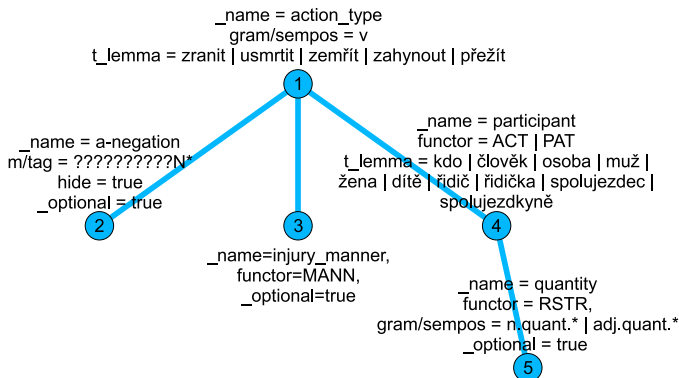 _name = action_type
gram/sempos = v
t_lemma = zranit | usmrtit | zemřít | zahynout | přežít
1
_name = a-negation
m/tag = ??????????N*
hide = true
_optional = true
2
3
_name=injury_manner,
functor=MANN,
_optional=true
_name = participant
functor = ACT | PAT
t_lemma = kdo | člověk | osoba | muž |
žena | dítě | řidič | řidička | spolujezdec |
spolujezdkyně
4
_name = quantity
functor = RSTR,
gram/sempos = n.quant.* | adj.quant.*
_optional = true
5